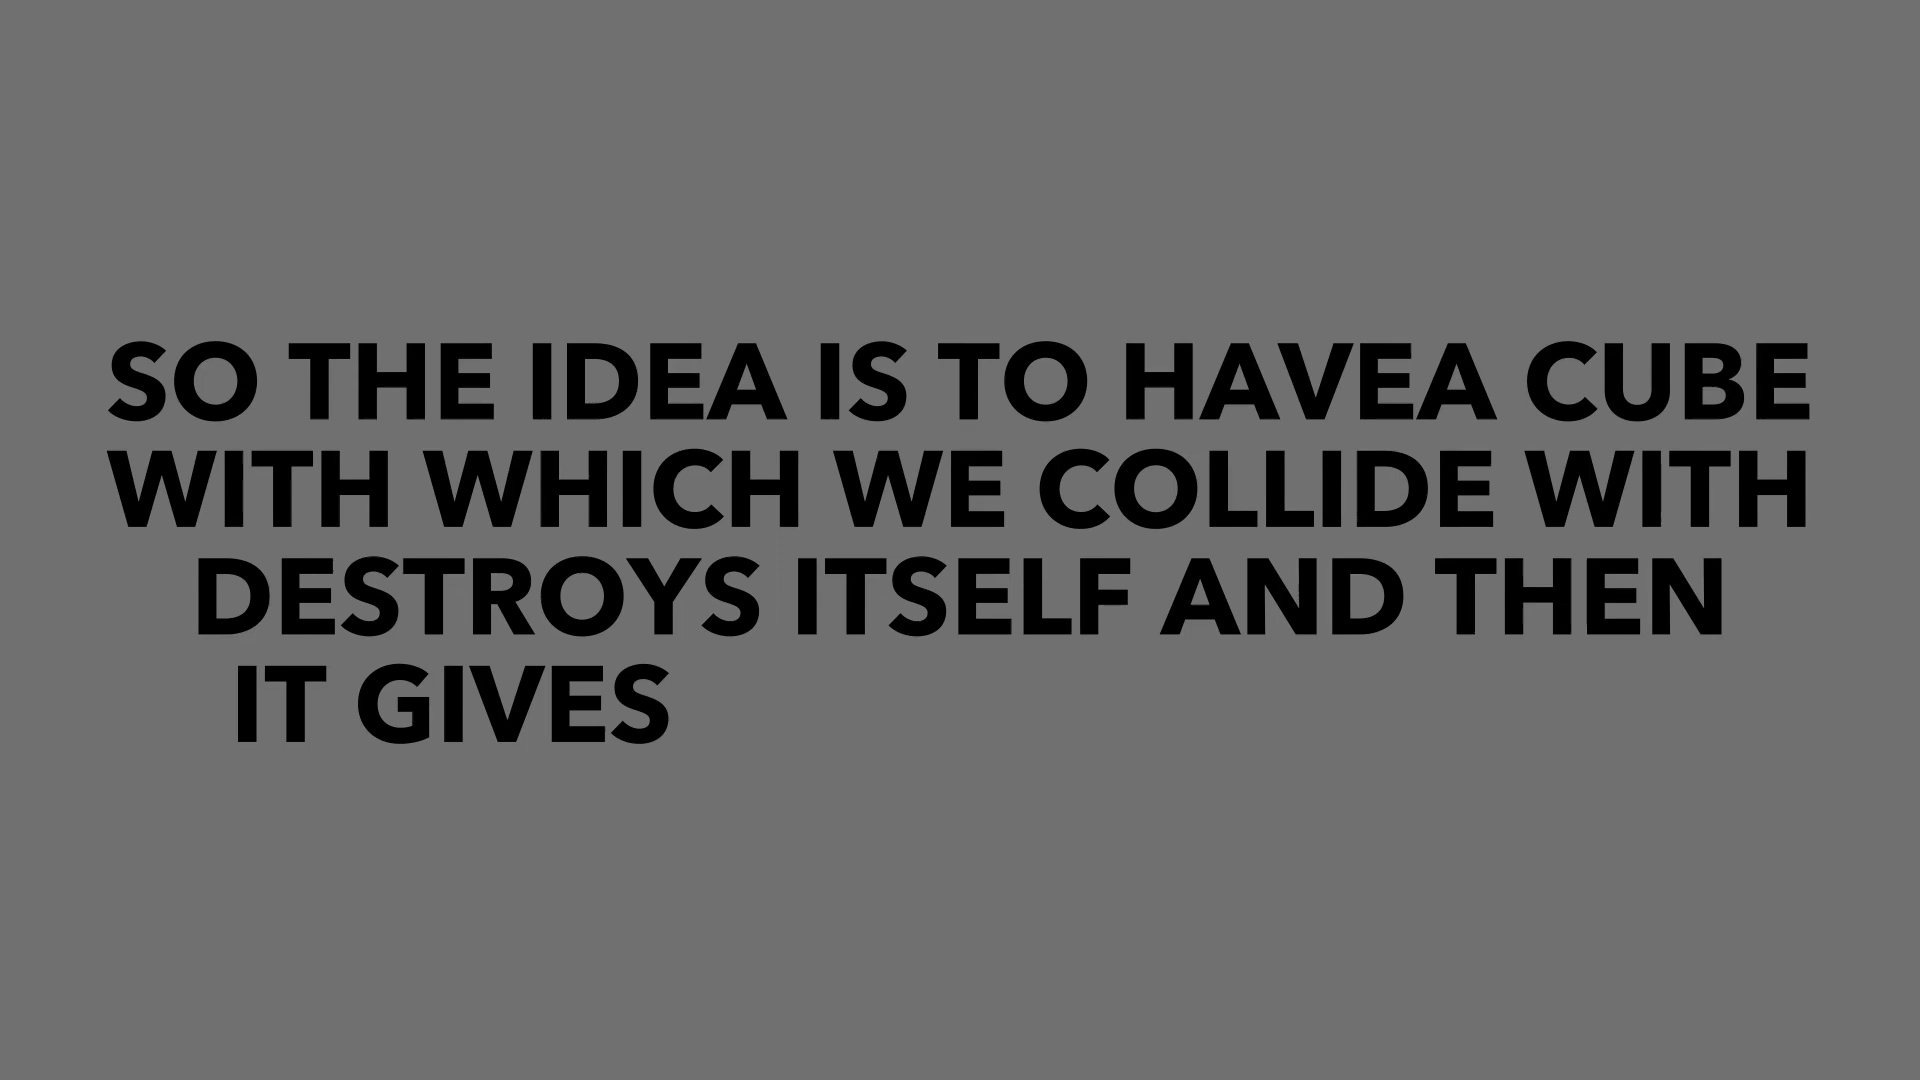 SO THE IDEA IS TO HAVEA CUBE
WITH WHICH WE COLLIDE WITH
DESTROYS ITSELF AND THEN
IT GIVES